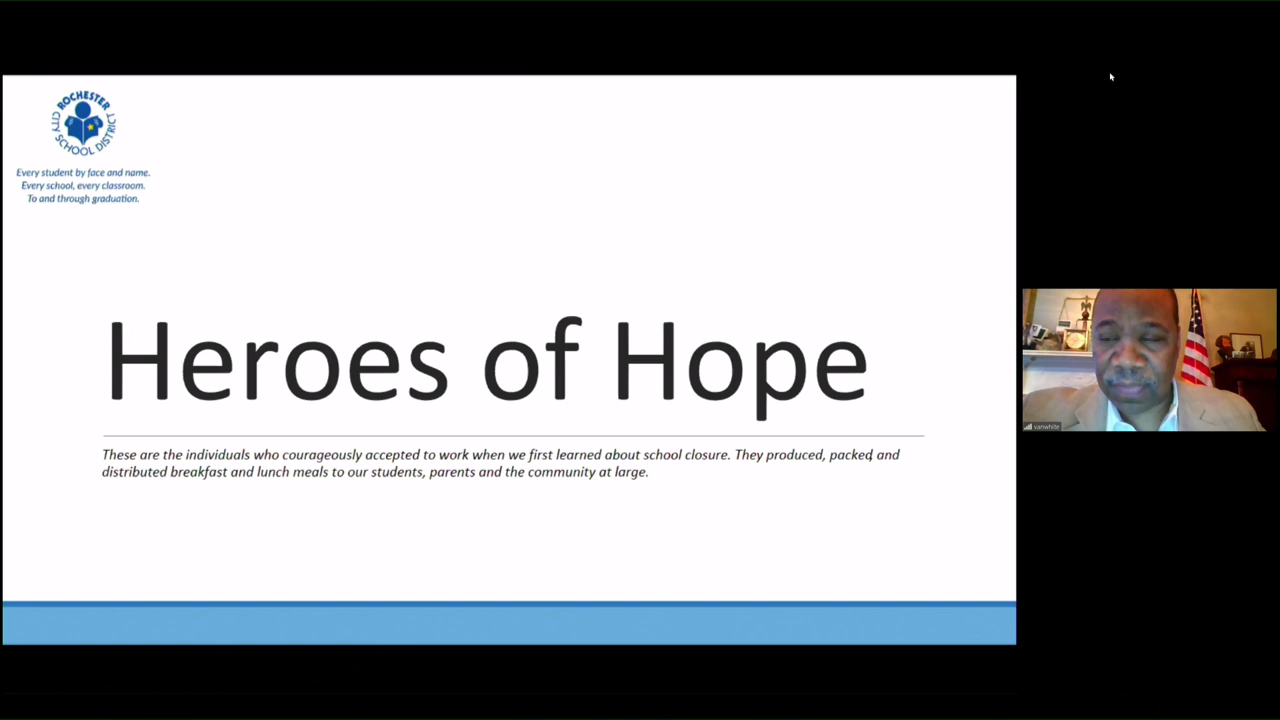 ROCHESTER
CITY SCHOOL DISTRICT
Every student by face and name.
Every school, every classroom.
To and through graduation.
Heroes of Hope
These are the individuals who courageously accepted to work when we first learned about school closure. They produced, packed, and
distributed breakfast and lunch meals to our students, parents and the community at large.
vanwhite